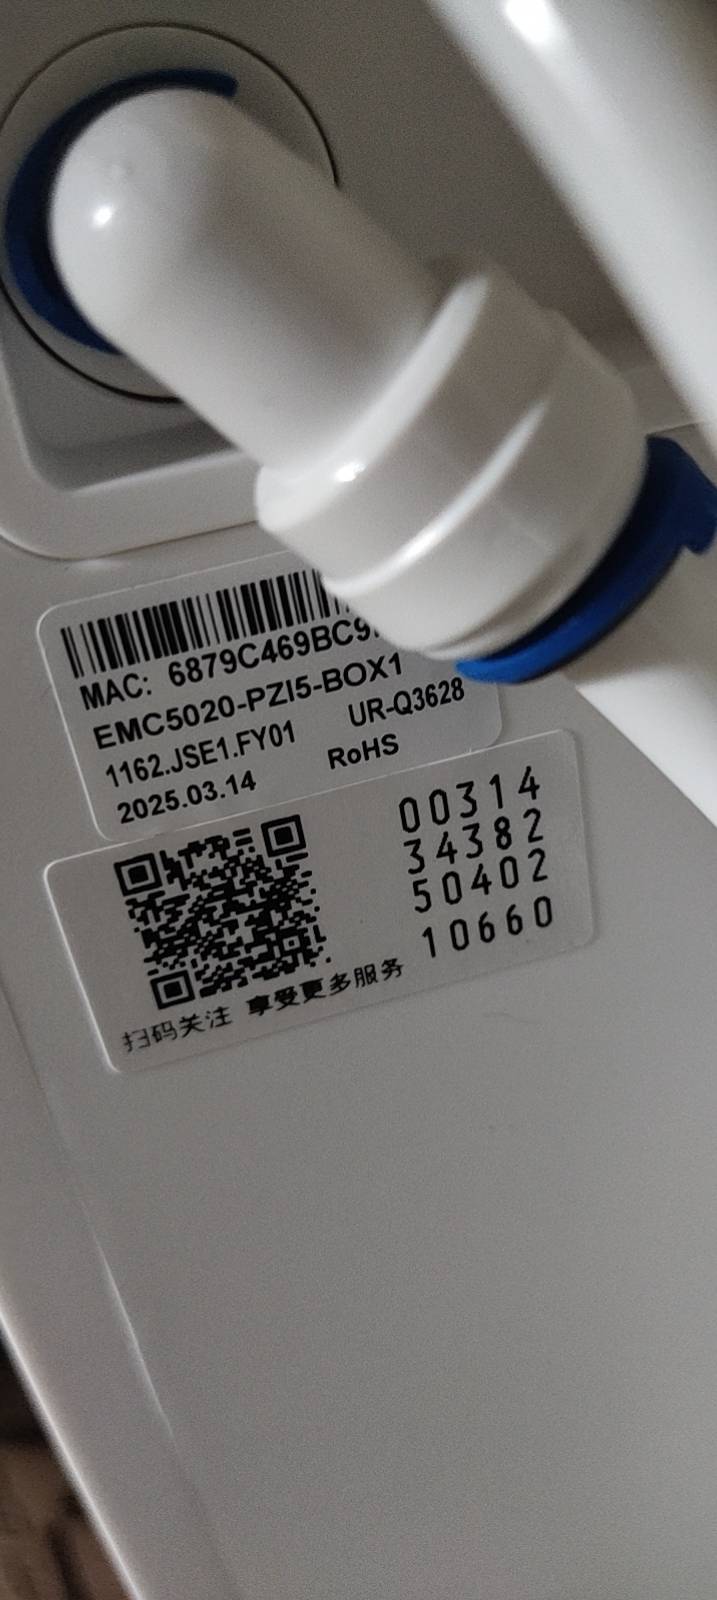 MAC: 6879C469BC9
EMC5020-PZI5-BOX1
1162.JSE1.FY01 UR-Q3628
2025.03.14 RoHS
00314
34382
50402
10660
扫码关注 享受更多服务